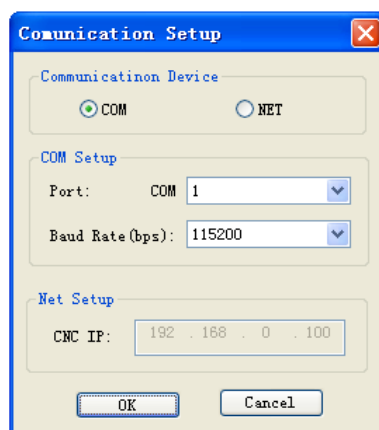 Comunication Setup
Communicatinon Device
COM NET
COM Setup
Port: COM 1
Baud Rate(bps): 115200
Net Setup
CNC IP: 192 . 168 . 0 . 100
OK Cancel